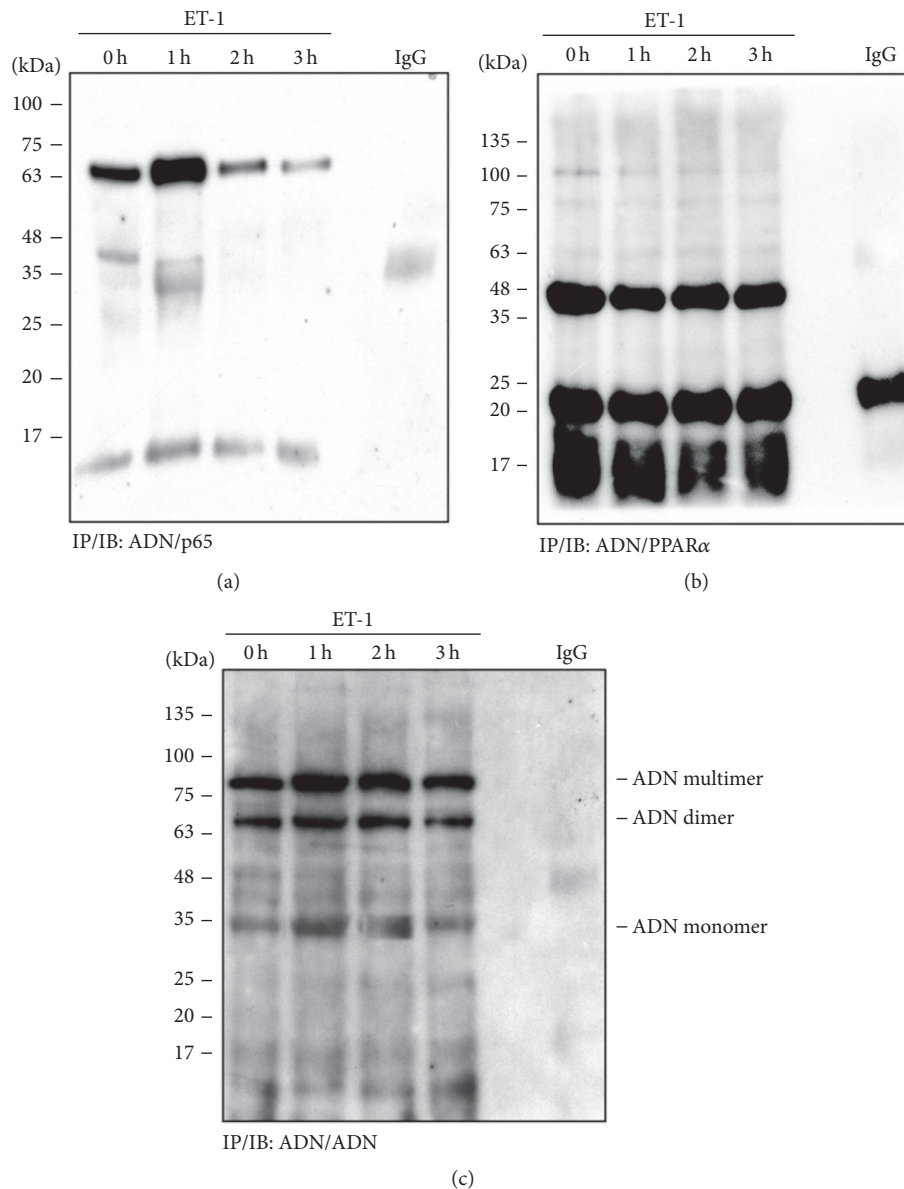 ET-1
(kDa) 0 h 1 h 2 h 3 h IgG
100
75
63
48
35
25
20
17
IP/IB: ADN/p65
(a)
ET-1
(kDa) 0 h 1 h 2 h 3 h IgG
135
100
75
63
48
35
25
20
17
IP/IB: ADN/PPARα
(b)
ET-1
(kDa) 0 h 1 h 2 h 3 h IgG
135
100
75
63
48
35
25
20
17
ADN multimer
ADN dimer
ADN monomer
IP/IB: ADN/ADN
(c)